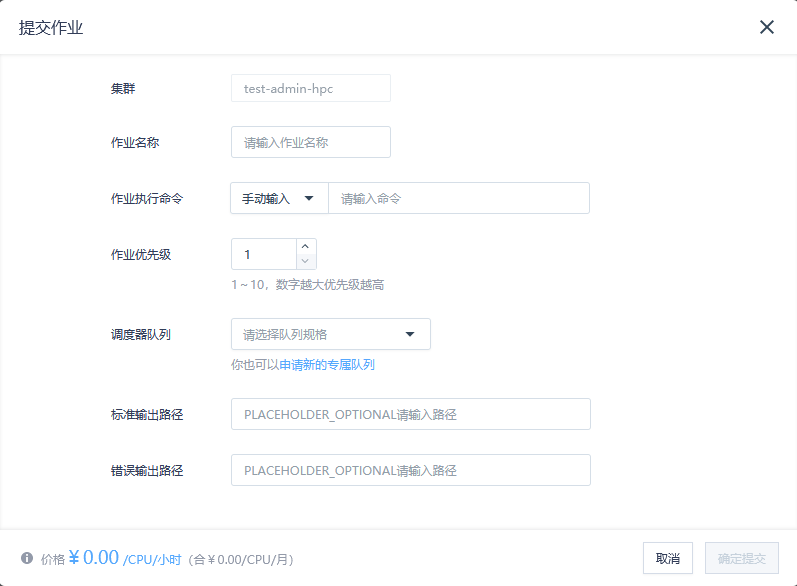 提交作业
集群 test-admin-hpc
作业名称 请输入作业名称
作业执行命令 手动输入 请输入命令
作业优先级 1
1～10，数字越大优先级越高
调度器队列 请选择队列规格
你也可以申请新的专属队列
标准输出路径 PLACEHOLDER_OPTIONAL请输入路径
错误输出路径 PLACEHOLDER_OPTIONAL请输入路径
价格 ¥ 0.00 /CPU/小时（合 ¥ 0.00/CPU/月） 取消 确定提交